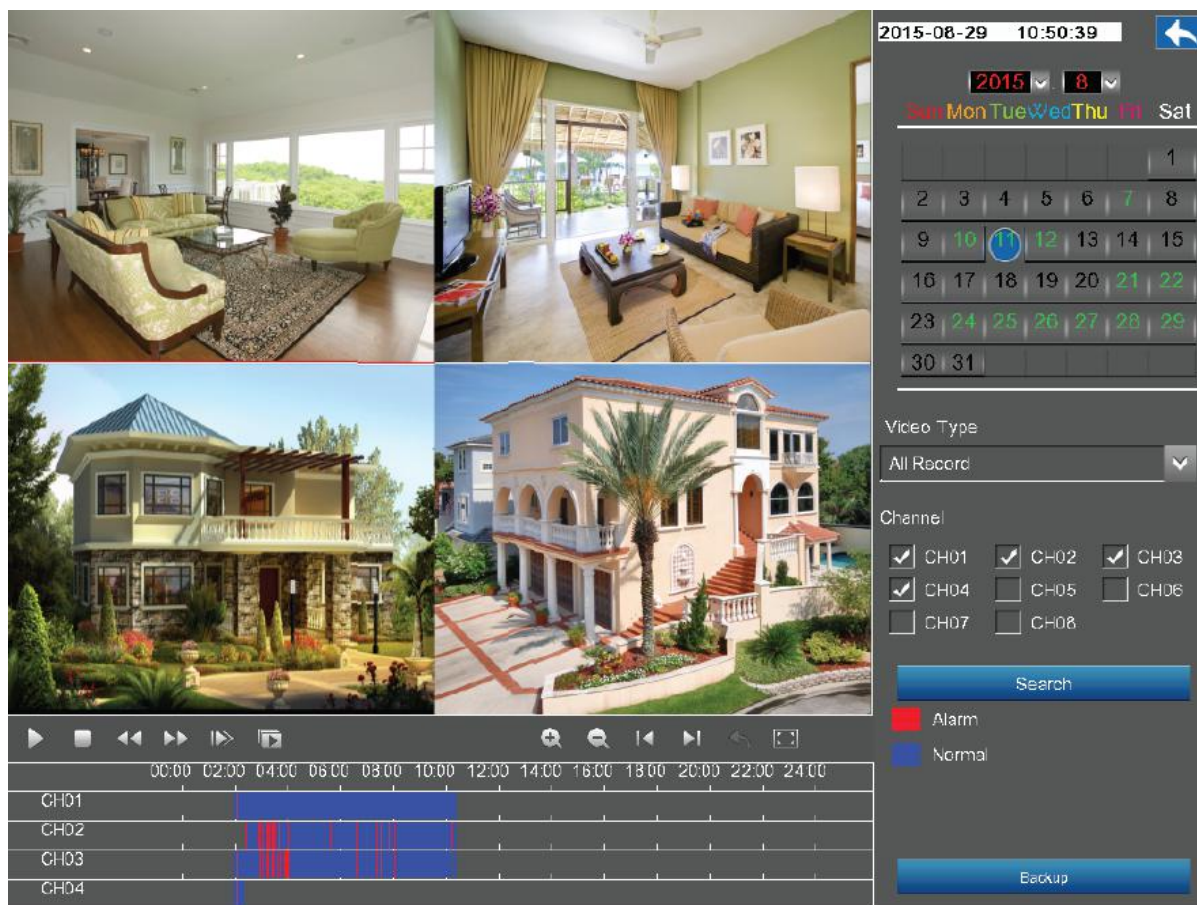 2015-08-29 10:50:39
2015 8
Sun Mon Tue Wed Thu Fri Sat
1
2 3 4 5 6 7 8
9 10 11 12 13 14 15
16 17 18 19 20 21 22
23 24 25 26 27 28 29
30 31
Video Type
All Record
Channel
CH01 CH02 CH03
CH04 CH05 CH06
CH07 CH08
Search
Alarm
Normal
Backup
00:00 02:00 04:00 06:00 08:00 10:00 12:00 14:00 16:00 18:00 20:00 22:00 24:00
CH01
CH02
CH03
CH04